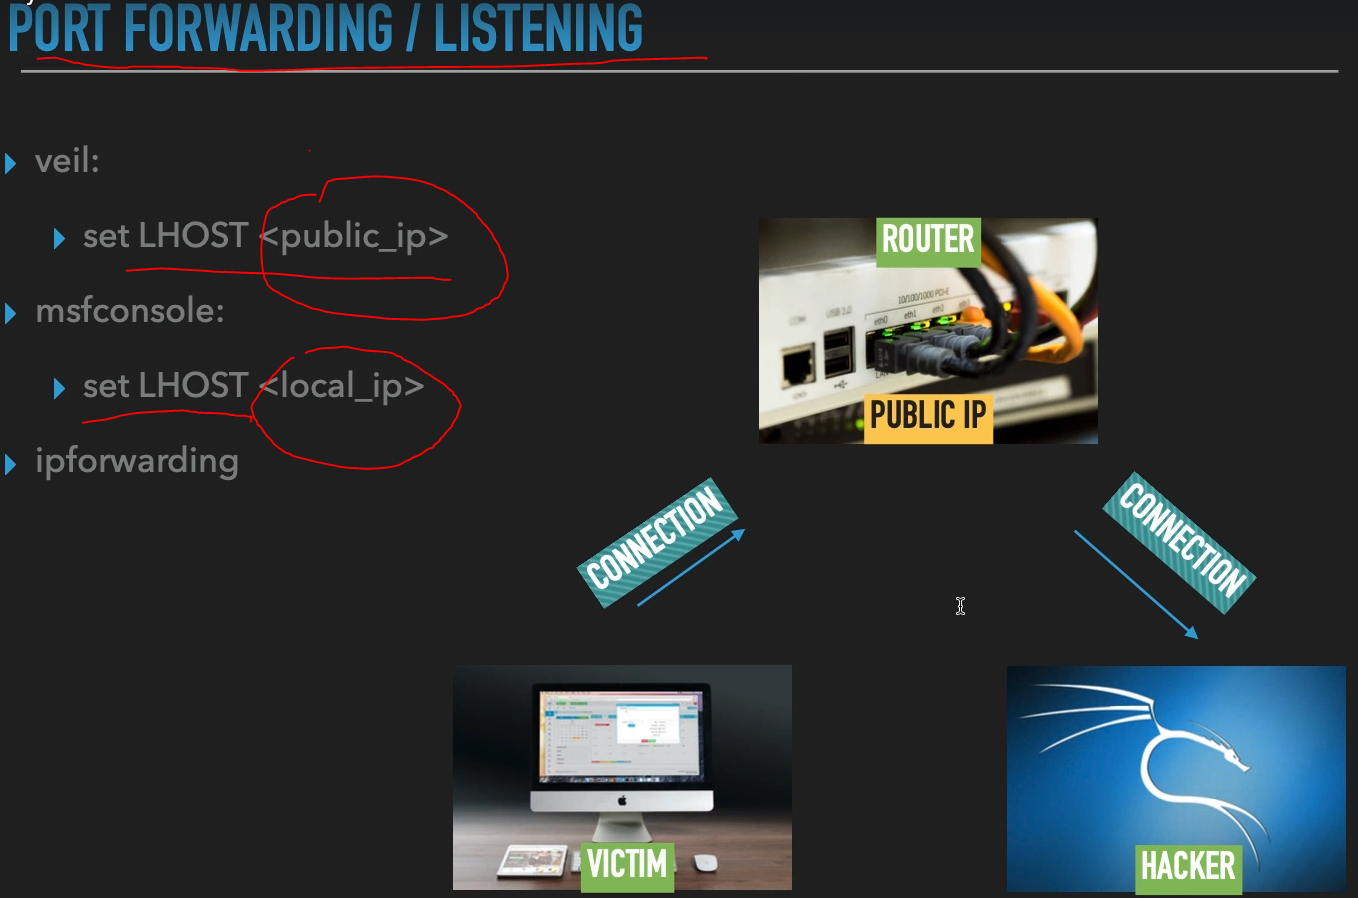 PORT FORWARDING / LISTENING
veil:
set LHOST <public_ip>
msfconsole:
set LHOST <local_ip>
ipforwarding
ROUTER
10/100/1000 PCI-E
COM
USB 2.0
eth0
eth1
eth2
PUBLIC IP
CONNECTION
CONNECTION
VICTIM
HACKER